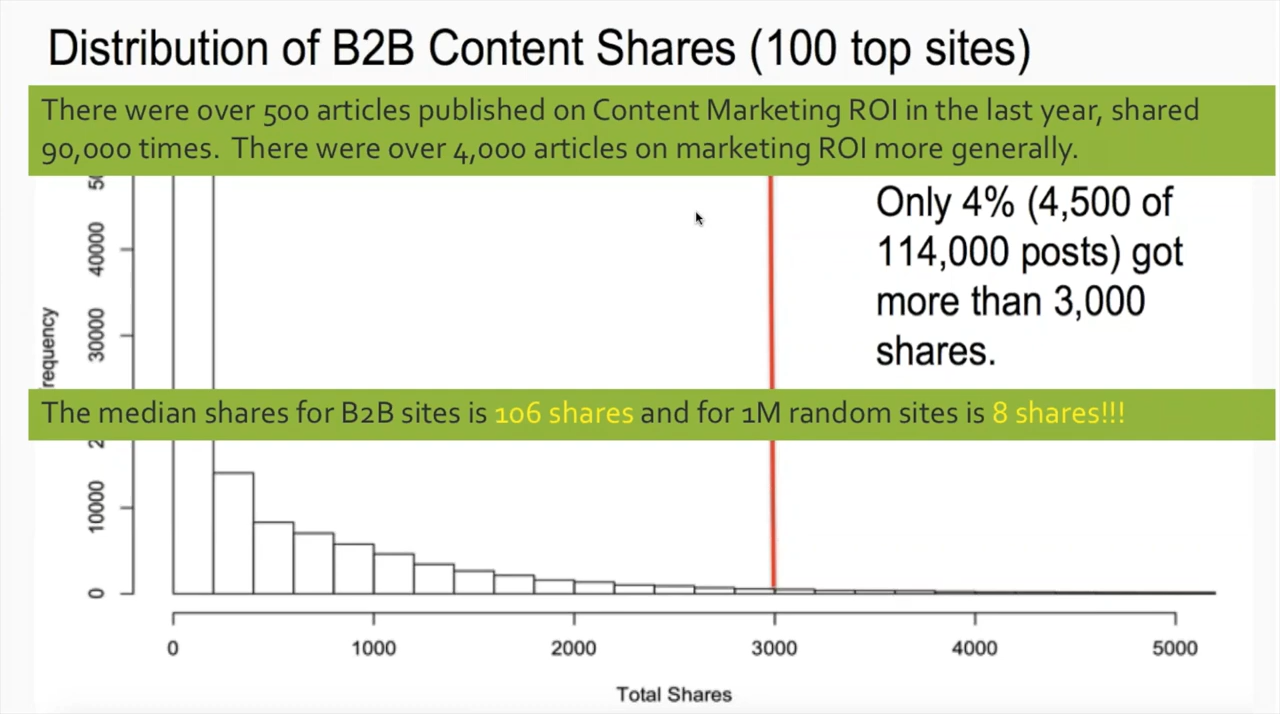 Distribution of B2B Content Shares (100 top sites)
There were over 500 articles published on Content Marketing ROI in the last year, shared
90,000 times. There were over 4,000 articles on marketing ROI more generally.
Only 4% (4,500 of
114,000 posts) got
more than 3,000
shares.
40000
30000
requency
The median shares for B2B sites is 106 shares and for 1M random sites is 8 shares!!!
10000
0
0 1000 2000 3000 4000 5000
Total Shares